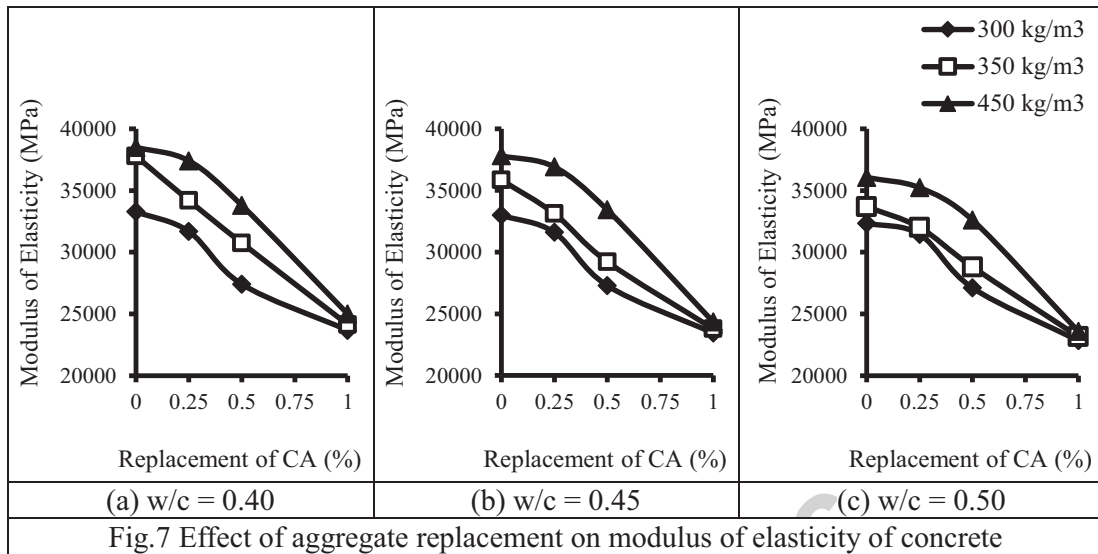 300 kg/m3
350 kg/m3
450 kg/m3
Modulus of Elasticity (MPa)
40000
35000
30000
25000
20000
0 0.25 0.5 0.75 1
Replacement of CA (%)
(a) w/c = 0.40
Modulus of Elasticity (MPa)
40000
35000
30000
25000
20000
0 0.25 0.5 0.75 1
Replacement of CA (%)
(b) w/c = 0.45
Modulus of Elasticity (MPa)
40000
35000
30000
25000
20000
0 0.25 0.5 0.75 1
Replacement of CA (%)
(c) w/c = 0.50
Fig.7 Effect of aggregate replacement on modulus of elasticity of concrete